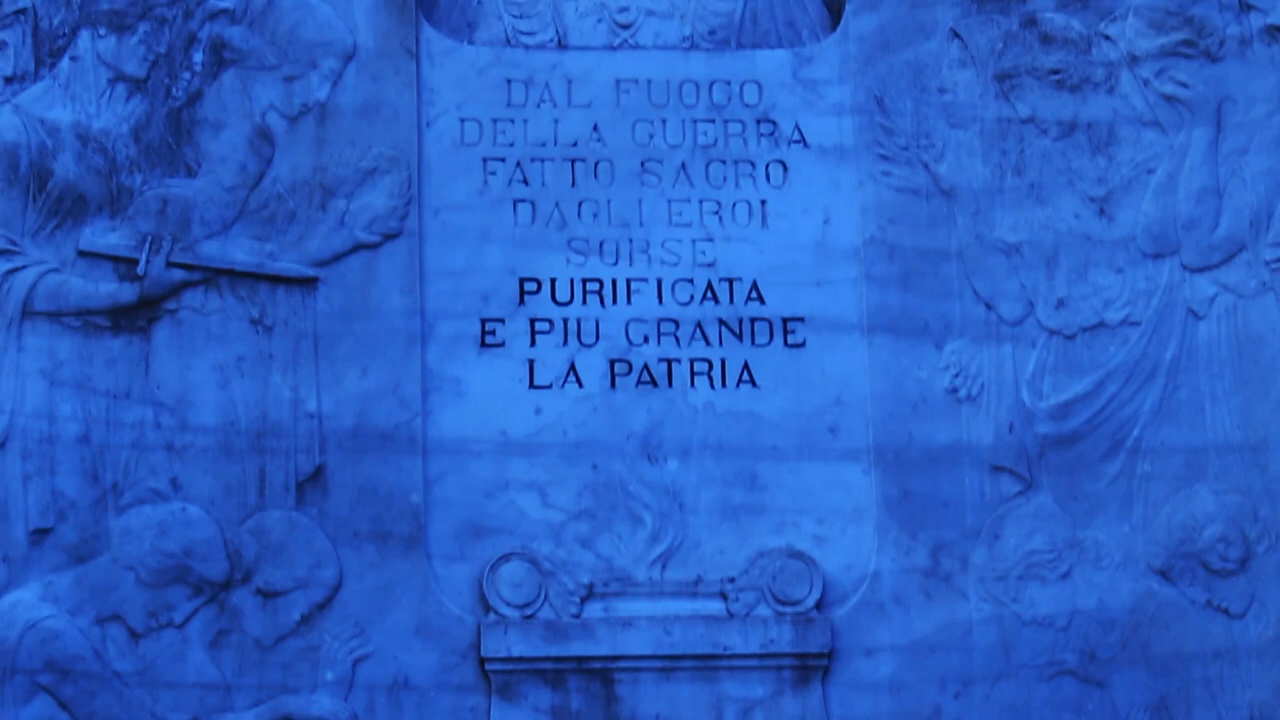 DAL FUOCO
DELLA GUERRA
FATTO SACRO
DAGLI EROI
SORSE
PURIFICATA
E PIU GRANDE
LA PATRIA